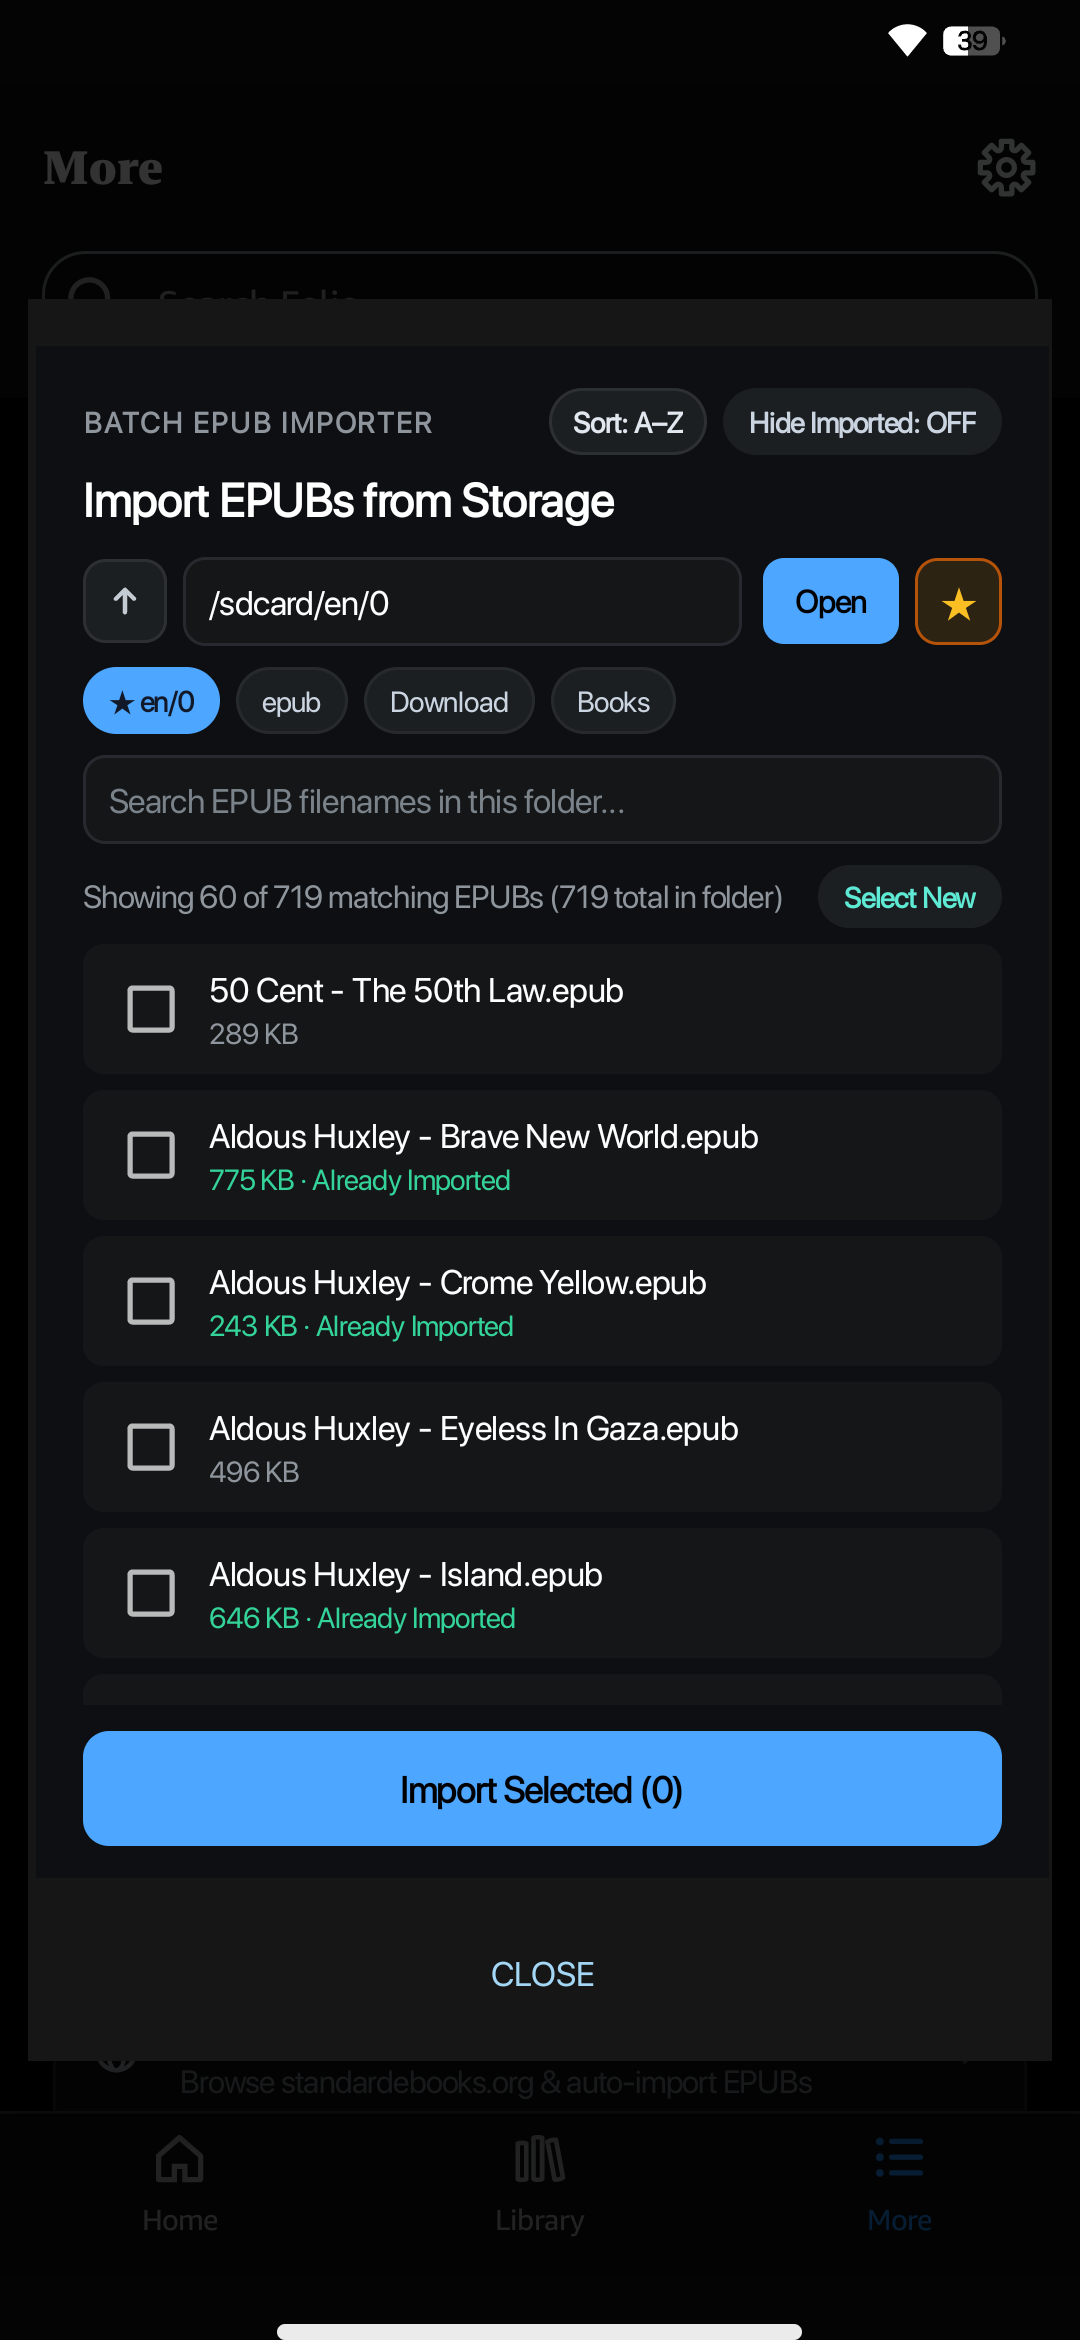 39
More
Search Folio
BATCH EPUB IMPORTER
Sort: A–Z
Hide Imported: OFF
Import EPUBs from Storage
/sdcard/en/0
Open
★ en/0
epub
Download
Books
Search EPUB filenames in this folder...
Showing 60 of 719 matching EPUBs (719 total in folder)
Select New
50 Cent - The 50th Law.epub
289 KB
Aldous Huxley - Brave New World.epub
775 KB · Already Imported
Aldous Huxley - Crome Yellow.epub
243 KB · Already Imported
Aldous Huxley - Eyeless In Gaza.epub
496 KB
Aldous Huxley - Island.epub
646 KB · Already Imported
Import Selected (0)
CLOSE
Browse standardebooks.org & auto-import EPUBs
Home
Library
More